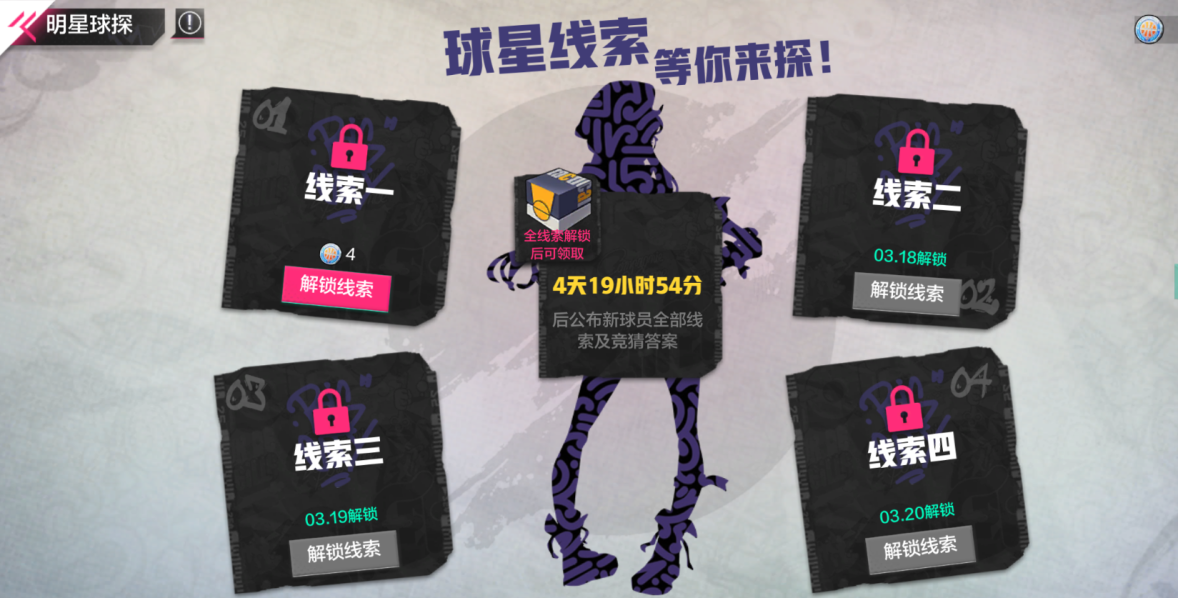 明星球探
球星线索
等你来探!
01
线索一
4
解锁线索
线索二
03.18解锁
解锁线索
02
全线索解锁
后可领取
4天19小时54分
后公布新球员全部线
索及竞猜答案
03
线索三
03.19解锁
解锁线索
04
线索四
03.20解锁
解锁线索